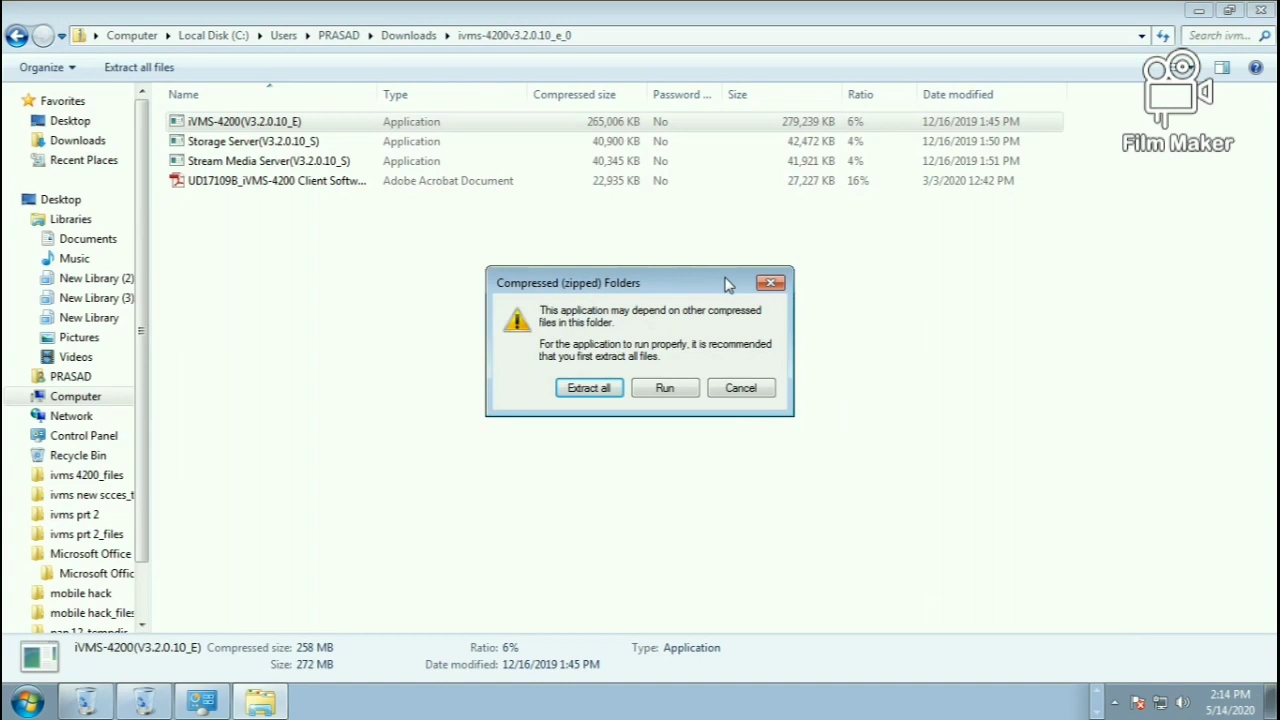 Computer Local Disk (C:) Users PRASAD Downloads ivms-4200v3.2.0.10_e_0
Search ivm...
Organize Extract all files
Film Maker
Name Type Compressed size Password ... Size Ratio Date modified
iVMS-4200(V3.2.0.10_E) Application 265,006 KB No 279,239 KB 6% 12/16/2019 1:45 PM
Storage Server(V3.2.0.10_S) Application 40,900 KB No 42,472 KB 4% 12/16/2019 1:50 PM
Stream Media Server(V3.2.0.10_S) Application 40,345 KB No 41,921 KB 4% 12/16/2019 1:51 PM
UD17109B_iVMS-4200 Client Softw... Adobe Acrobat Document 22,935 KB No 27,227 KB 16% 3/3/2020 12:42 PM
Favorites
Desktop
Downloads
Recent Places
Desktop
Libraries
Documents
Music
New Library (2)
New Library (3)
New Library
Pictures
Videos
PRASAD
Computer
Network
Control Panel
Recycle Bin
ivms 4200_files
ivms new scces_t
ivms prt 2
ivms prt 2_files
Microsoft Office
Microsoft Offic
mobile hack
mobile hack_files
Compressed (zipped) Folders
This application may depend on other compressed
files in this folder.
For the application to run properly, it is recommended
that you first extract all files.
Extract all Run Cancel
iVMS-4200(V3.2.0.10_E) Compressed size: 258 MB Ratio: 6% Type: Application
Size: 272 MB Date modified: 12/16/2019 1:45 PM
2:14 PM
5/14/2020